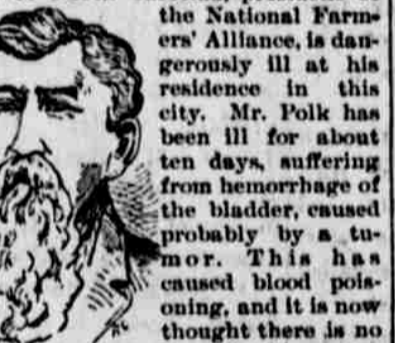 the National Farm-
ers' Alliance, is dan-
gerously ill at his
residence in this
city. Mr. Polk has
been ill for about
ten days, suffering
from hemorrhage of
the bladder, caused
probably by a tu-
mor. This has
caused blood pois-
oning, and it is now
thought there is no